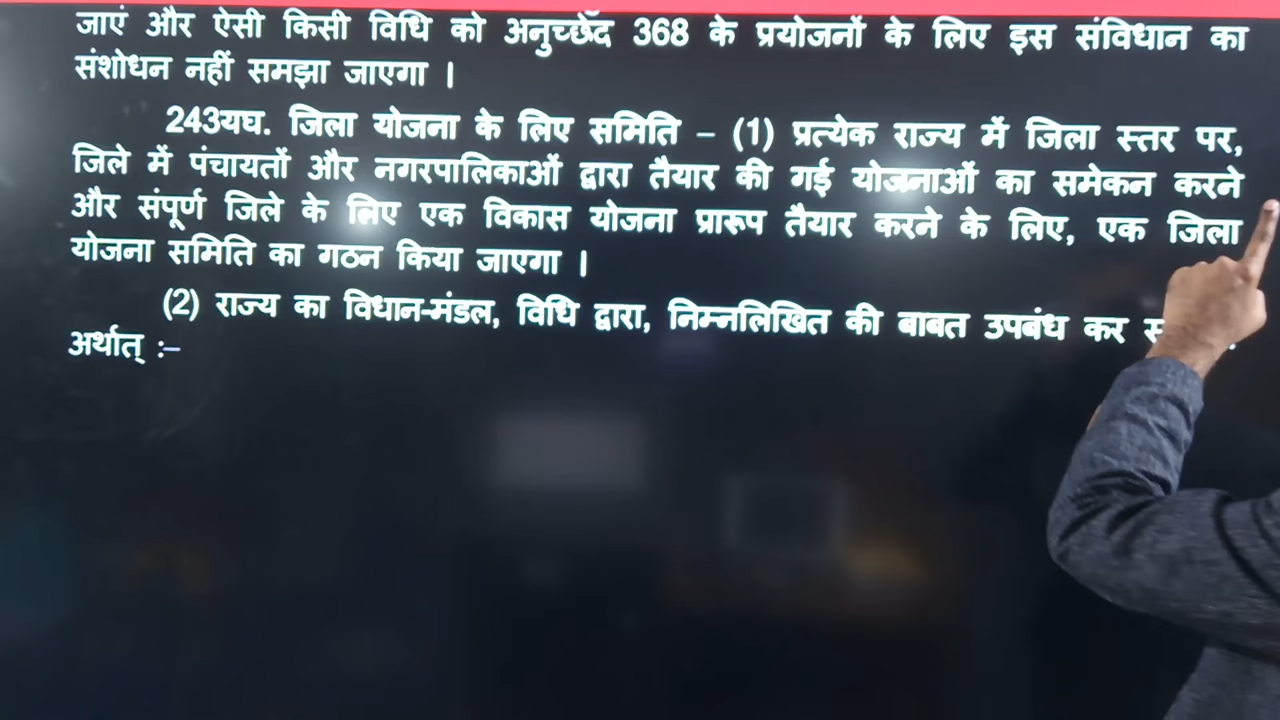 जाएं और ऐसी किसी विधि को अनुच्छेद 368 के प्रयोजनों के लिए इस संविधान का
संशोधन नहीं समझा जाएगा ।
243यघ. जिला योजना के लिए समिति – (1) प्रत्येक राज्य में जिला स्तर पर,
जिले में पंचायतों और नगरपालिकाओं द्वारा तैयार की गई योजनाओं का समेकन करने
और संपूर्ण जिले के लिए एक विकास योजना प्रारूप तैयार करने के लिए, एक जिला
योजना समिति का गठन किया जाएगा ।
(2) राज्य का विधान-मंडल, विधि द्वारा, निम्नलिखित की बाबत उपबंध कर
अर्थात् :–